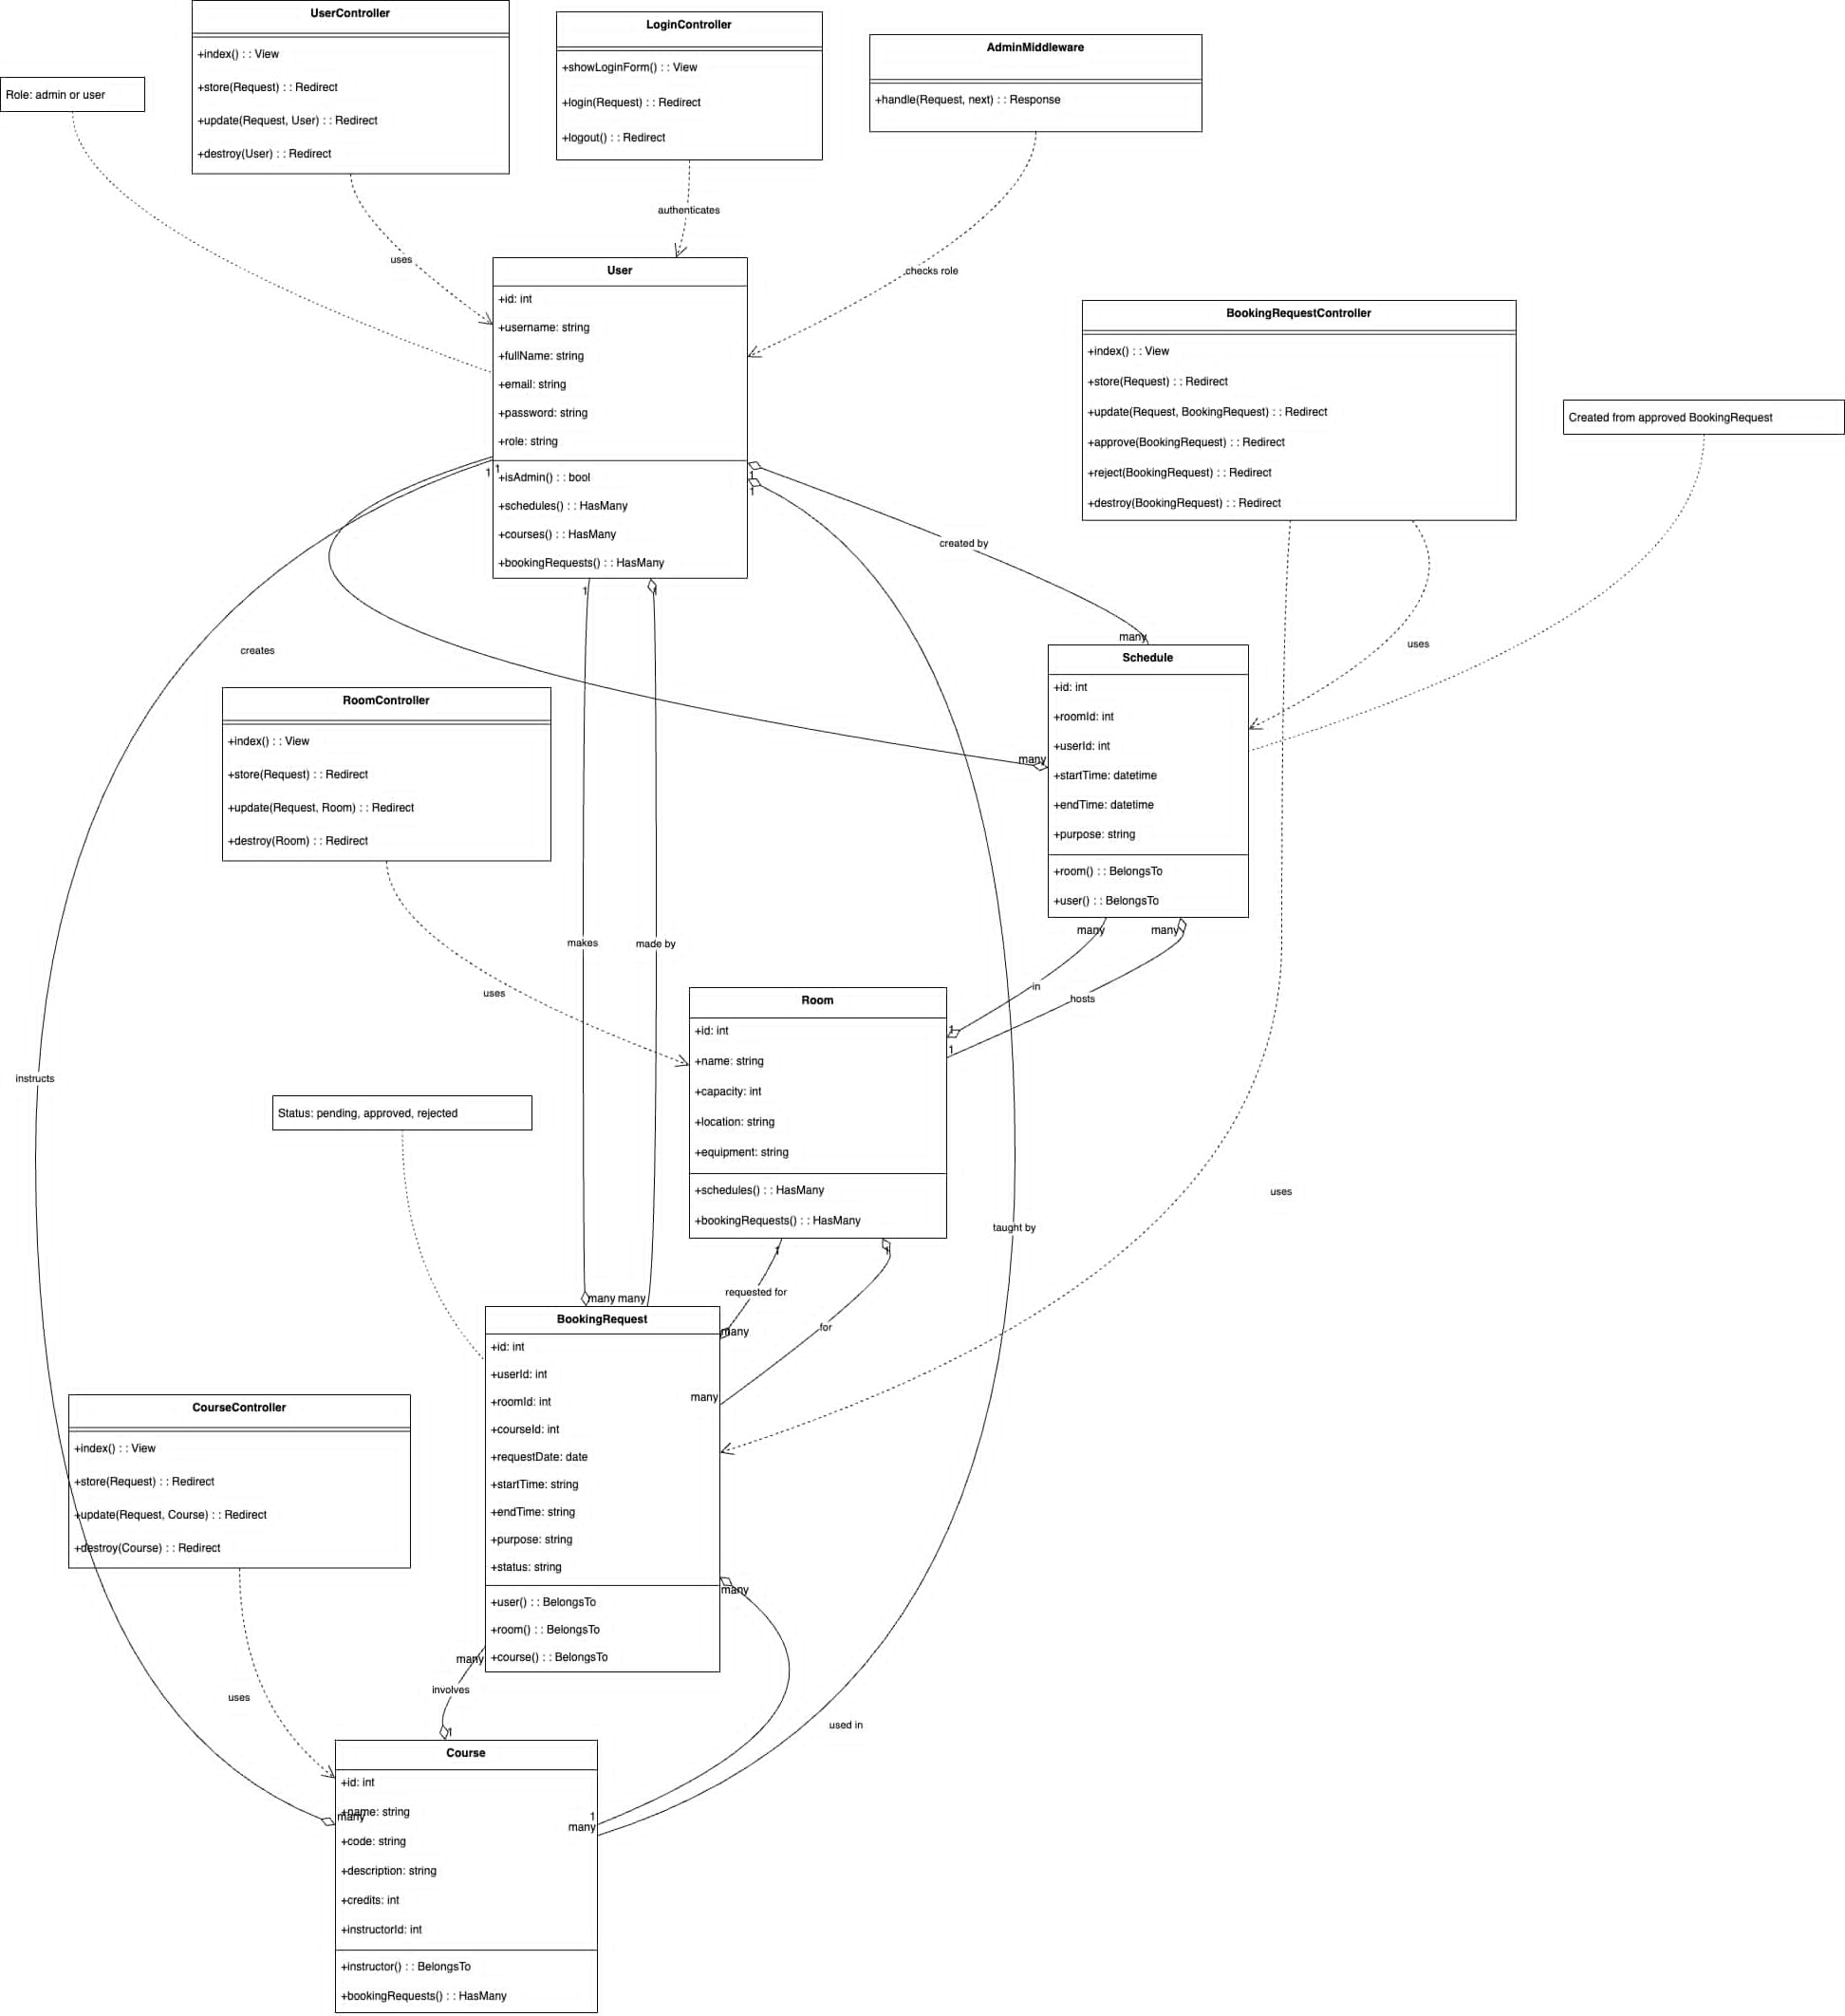 UserController
+index() : : View
+store(Request) : : Redirect
+update(Request, User) : : Redirect
+destroy(User) : : Redirect
LoginController
+showLoginForm() : : View
+login(Request) : : Redirect
+logout() : : Redirect
AdminMiddleware
+handle(Request, next) : : Response
Role: admin or user
uses
authenticates
checks role
User
+id: int
+username: string
+fullName: string
+email: string
+password: string
+role: string
+isAdmin() : : bool
+schedules() : : HasMany
+courses() : : HasMany
+bookingRequests() : : HasMany
1
1
1
1
1
1
BookingRequestController
+index() : : View
+store(Request) : : Redirect
+update(Request, BookingRequest) : : Redirect
+approve(BookingRequest) : : Redirect
+reject(BookingRequest) : : Redirect
+destroy(BookingRequest) : : Redirect
Created from approved BookingRequest
created by
many
uses
creates
Schedule
+id: int
+roomId: int
+userId: int
+startTime: datetime
+endTime: datetime
+purpose: string
+room() : : BelongsTo
+user() : : BelongsTo
many
many
many
RoomController
+index() : : View
+store(Request) : : Redirect
+update(Request, Room) : : Redirect
+destroy(Room) : : Redirect
makes
made by
uses
in
hosts
Room
+id: int
+name: string
+capacity: int
+location: string
+equipment: string
+schedules() : : HasMany
+bookingRequests() : : HasMany
1
1
1
1
instructs
Status: pending, approved, rejected
uses
taught by
requested for
for
many
many
many
many
BookingRequest
+id: int
+userId: int
+roomId: int
+courseId: int
+requestDate: date
+startTime: string
+endTime: string
+purpose: string
+status: string
+user() : : BelongsTo
+room() : : BelongsTo
+course() : : BelongsTo
many
many
CourseController
+index() : : View
+store(Request) : : Redirect
+update(Request, Course) : : Redirect
+destroy(Course) : : Redirect
involves
uses
used in
1
Course
+id: int
+name: string
+code: string
+description: string
+credits: int
+instructorId: int
+instructor() : : BelongsTo
+bookingRequests() : : HasMany
many
1
many